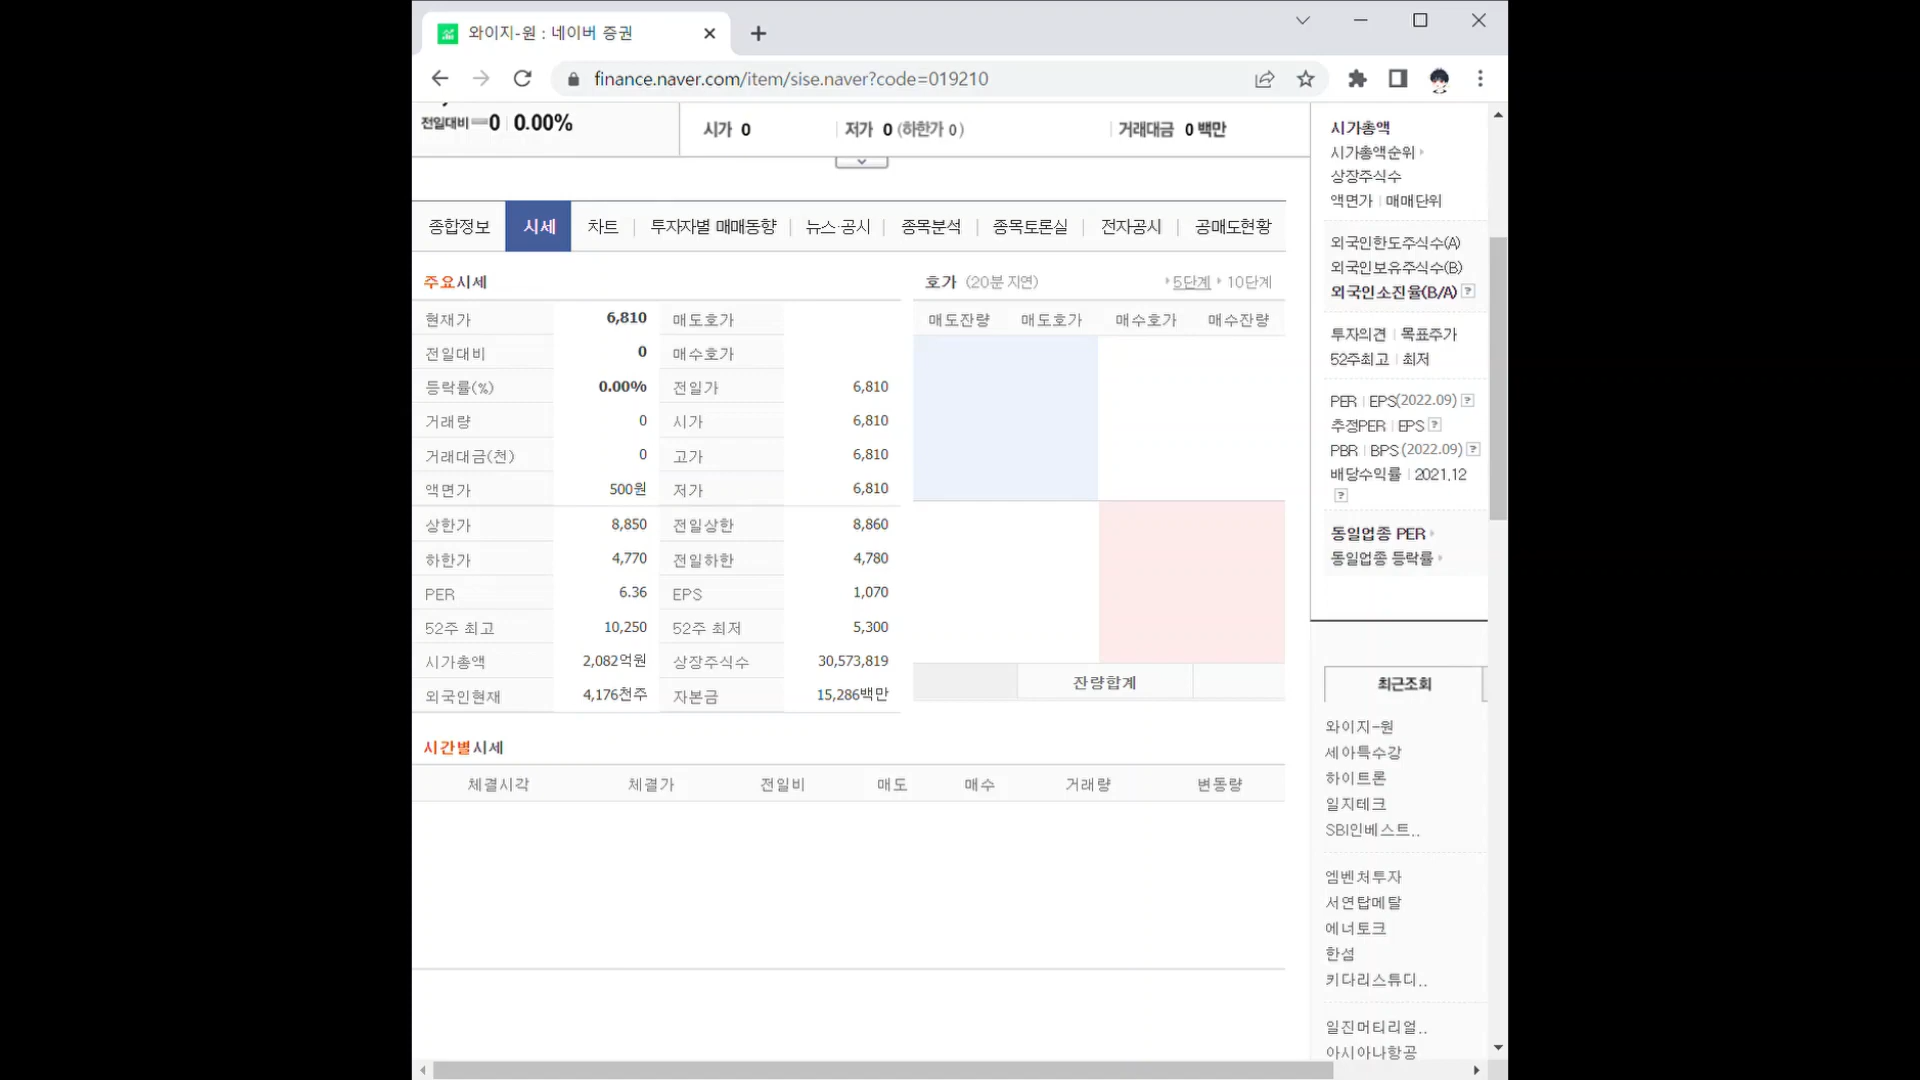 와이지-원 : 네이버 증권
finance.naver.com/item/sise.naver?code=019210
전일대비 0 0.00%
시가 0 저가 0 (하한가 0) 거래대금 0 백만
종합정보 시세 차트 투자자별 매매동향 뉴스·공시 종목분석 종목토론실 전자공시 공매도현황
주요시세
현재가 6,810 매도호가
전일대비 0 매수호가
등락률(%) 0.00% 전일가 6,810
거래량 0 시가 6,810
거래대금(천) 0 고가 6,810
액면가 500원 저가 6,810
상한가 8,850 전일상한 8,860
하한가 4,770 전일하한 4,780
PER 6.36 EPS 1,070
52주 최고 10,250 52주 최저 5,300
시가총액 2,082억원 상장주식수 30,573,819
외국인현재 4,176천주 자본금 15,286백만
호가 (20분 지연) 5단계 10단계
매도잔량 매도호가 매수호가 매수잔량
잔량합계
시간별시세
체결시각 체결가 전일비 매도 매수 거래량 변동량
시가총액
시가총액순위
상장주식수
액면가 | 매매단위
외국인한도주식수(A)
외국인보유주식수(B)
외국인소진율(B/A) ?
투자의견 | 목표주가
52주최고 | 최저
PER | EPS(2022.09) ?
추정PER | EPS ?
PBR | BPS (2022.09) ?
배당수익률 | 2021.12
?
동일업종 PER
동일업종 등락률
최근조회
와이지-원
세아특수강
하이트론
일지테크
SBI인베스트..
엠벤처투자
서연탑메탈
에너토크
한섬
키다리스튜디..
일진머티리얼..
아시아나항공